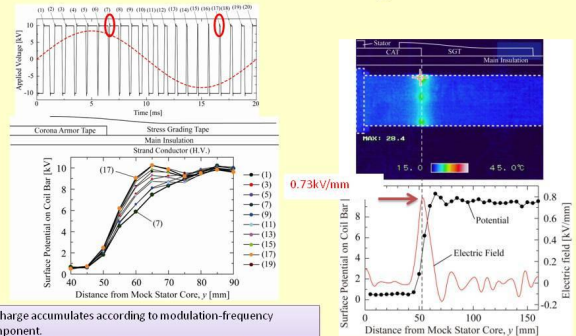 (1) (2) (3) (4) (5) (6) (7) (8) (9) (10) (11) (12) (13) (14) (15) (16) (17) (18) (19) (20)
10
5
0
-5
-10
Applied Voltage [kV]
0 5 10 15 20
Time [ms]
Corona Armor Tape
Stress Grading Tape
Main Insulation
Strand Conductor (H.V.)
Surface Potential on Coil Bar [kV]
10
8
6
4
2
0
(17)
(7)
(1)
(3)
(5)
(7)
(9)
(11)
(13)
(15)
(17)
(19)
40 45 50 55 60 65 70 75 80 85 90
Distance from Mock Stator Core, y [mm]
harge accumulates according to modulation-frequency
ponent.
Stator
CAT
SGT
Main Insulation
MAX: 28.4
15.0 45.0℃
0.73kV/mm
Surface Potential on Coil Bar
8
6
4
2
0
Potential
Electric Field
0.8
0.6
0.4
0.2
0
-0.2
Electric field [kV/mm]
0 50 100 150
Distance from Mock Stator Core, y [mm]